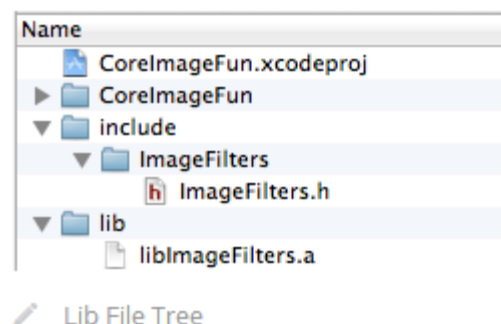 Name
CoreImageFun.xcodeproj
CoreImageFun
include
ImageFilters
h ImageFilters.h
lib
libImageFilters.a
Lib File Tree